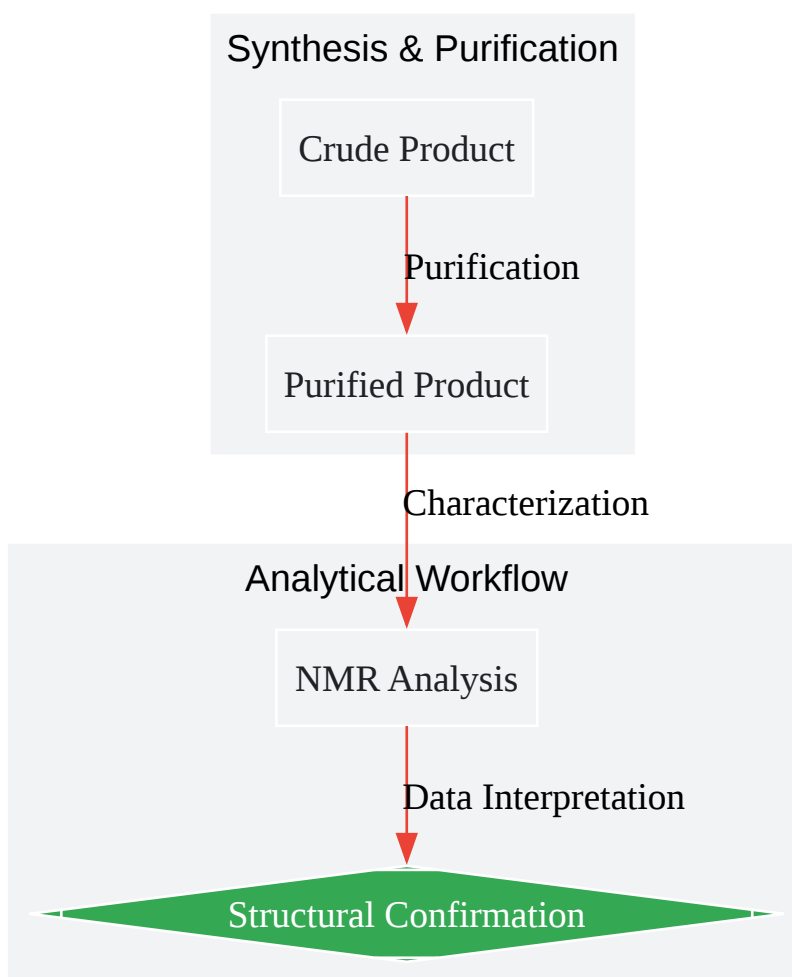 Synthesis & Purification
Crude Product
Purification
Purified Product
Characterization
Analytical Workflow
NMR Analysis
Data Interpretation
Structural Confirmation